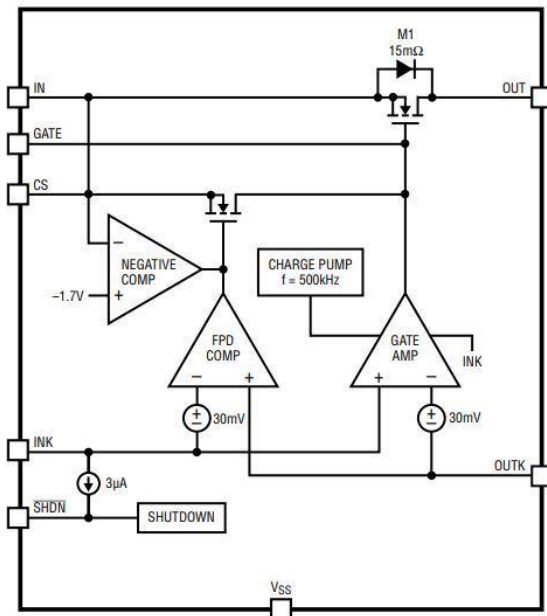 M1
15mΩ
IN
OUT
GATE
CS
−
NEGATIVE
COMP
−1.7V
+
CHARGE PUMP
f = 500kHz
FPD
COMP
− +
GATE
AMP
+ −
INK
+
−
30mV
+
−
30mV
INK
OUTK
3µA
SHDN
SHUTDOWN
VSS